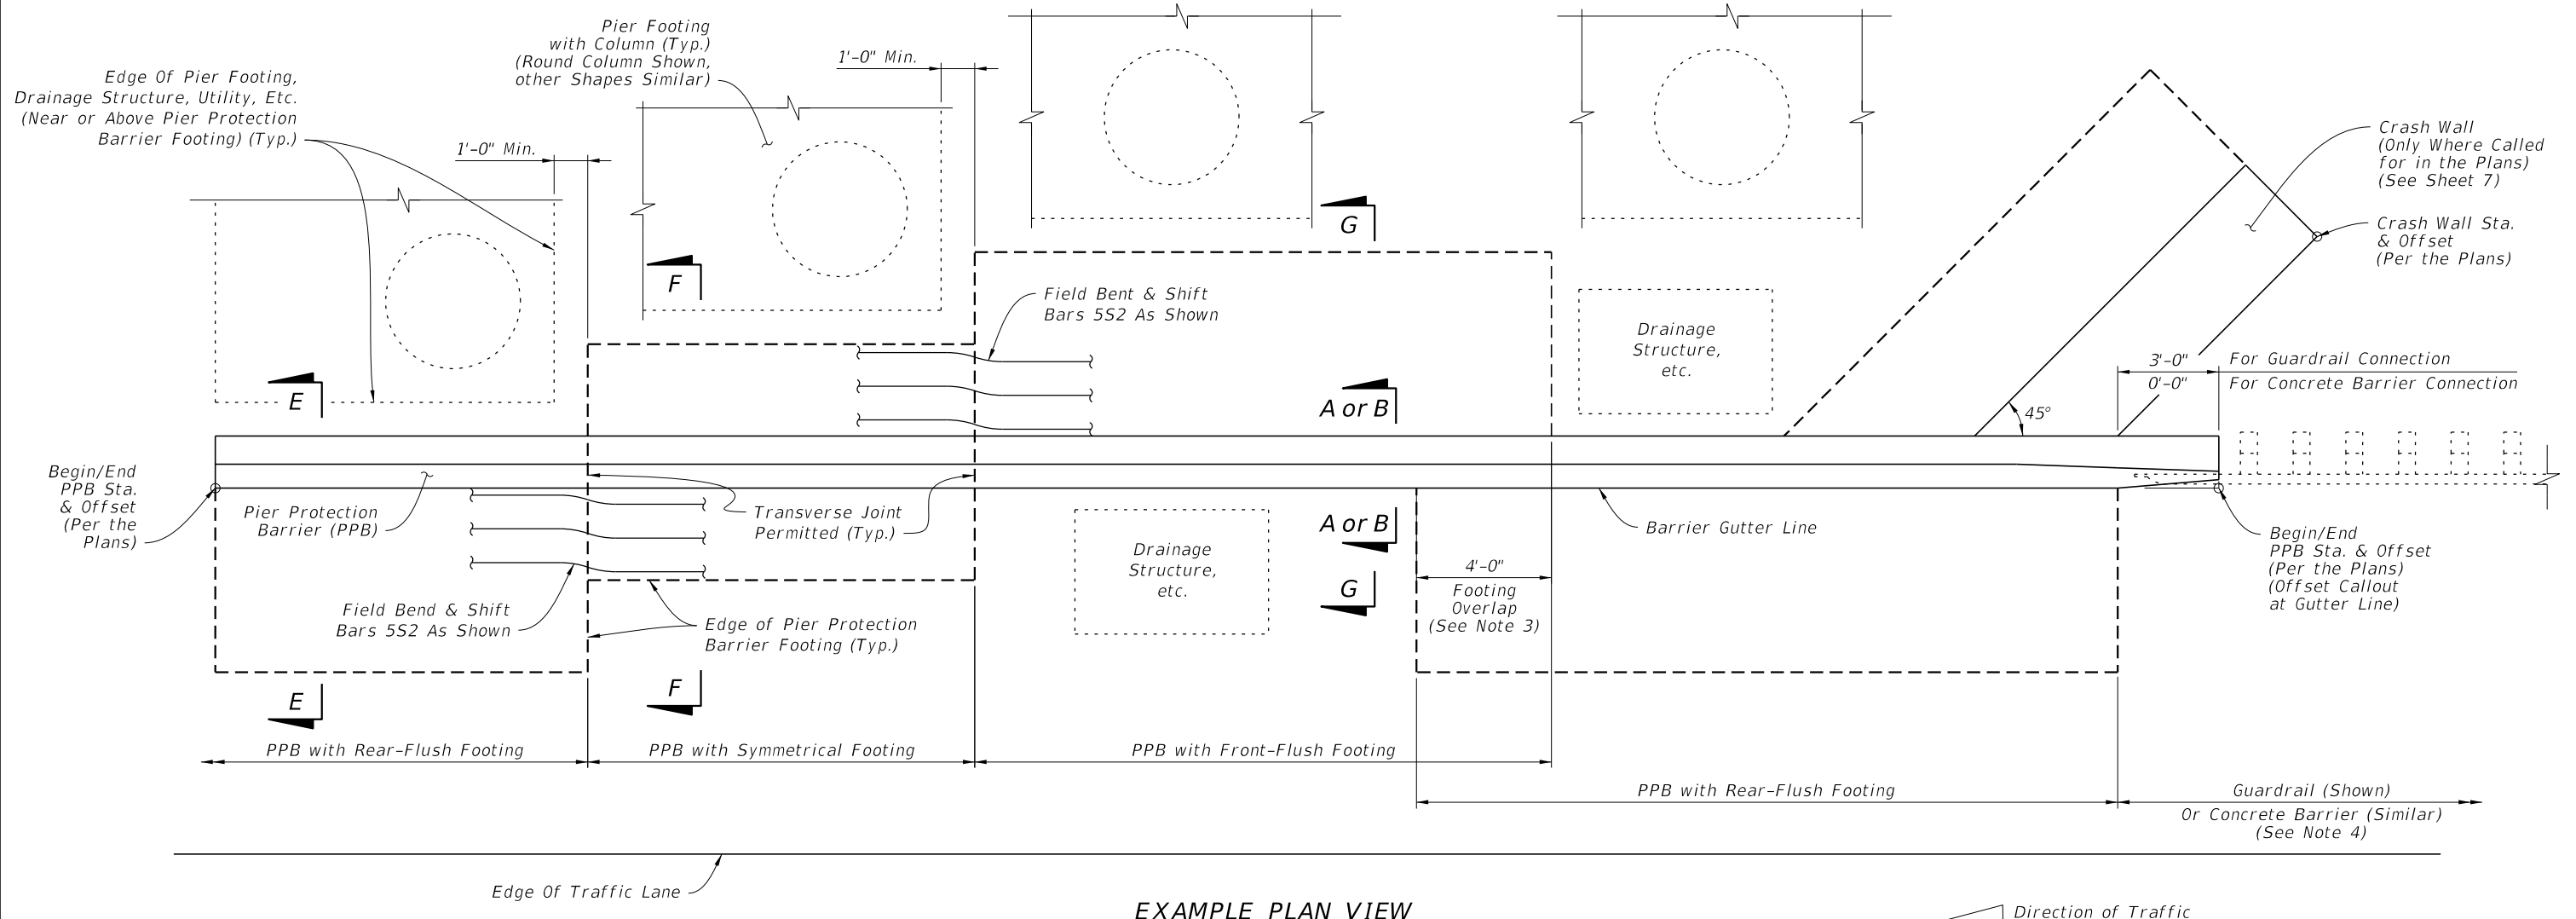 Pier Footing
with Column (Typ.)
(Round Column Shown,
other Shapes Similar)
1'-0" Min.
Edge Of Pier Footing,
Drainage Structure, Utility, Etc.
(Near or Above Pier Protection
Barrier Footing) (Typ.)
1'-0" Min.
Crash Wall
(Only Where Called
for in the Plans)
(See Sheet 7)
G
Crash Wall Sta.
& Offset
(Per the Plans)
F
Field Bent & Shift
Bars 5S2 As Shown
Drainage
Structure,
etc.
E
A or B
3'-0" For Guardrail Connection
0'-0" For Concrete Barrier Connection
45°
Begin/End
PPB Sta.
& Offset
(Per the
Plans)
Pier Protection
Barrier (PPB)
Transverse Joint
Permitted (Typ.)
A or B
Barrier Gutter Line
Begin/End
PPB Sta. & Offset
(Per the Plans)
(Offset Callout
at Gutter Line)
Drainage
Structure,
etc.
G
4'-0"
Footing
Overlap
(See Note 3)
Field Bend & Shift
Bars 5S2 As Shown
Edge of Pier Protection
Barrier Footing (Typ.)
E
F
PPB with Rear-Flush Footing
PPB with Symmetrical Footing
PPB with Front-Flush Footing
PPB with Rear-Flush Footing
Guardrail (Shown)
Or Concrete Barrier (Similar)
(See Note 4)
Edge Of Traffic Lane
EXAMPLE PLAN VIEW
Direction of Traffic